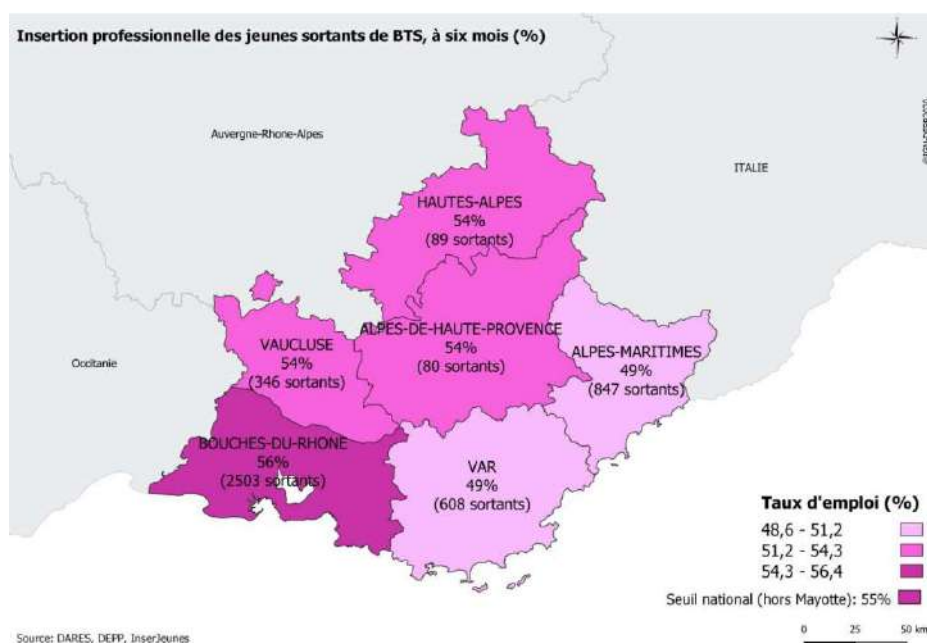 Insertion professionnelle des jeunes sortants de BTS, à six mois (%)
Auvergne-Rhone-Alpes
ITALIE
HAUTES-ALPES
54%
(89 sortants)
ALPES-DE-HAUTE-PROVENCE
54%
(80 sortants)
VAUCLUSE
54%
(346 sortants)
ALPES-MARITIMES
49%
(847 sortants)
Occitanie
BOUCHES-DU-RHONE
56%
(2503 sortants)
VAR
49%
(608 sortants)
Taux d'emploi (%)
48,6 - 51,2
51,2 - 54,3
54,3 - 56,4
Seuil national (hors Mayotte): 55%
0 25 50 km
Source: DARES, DEPP, InserJeunes